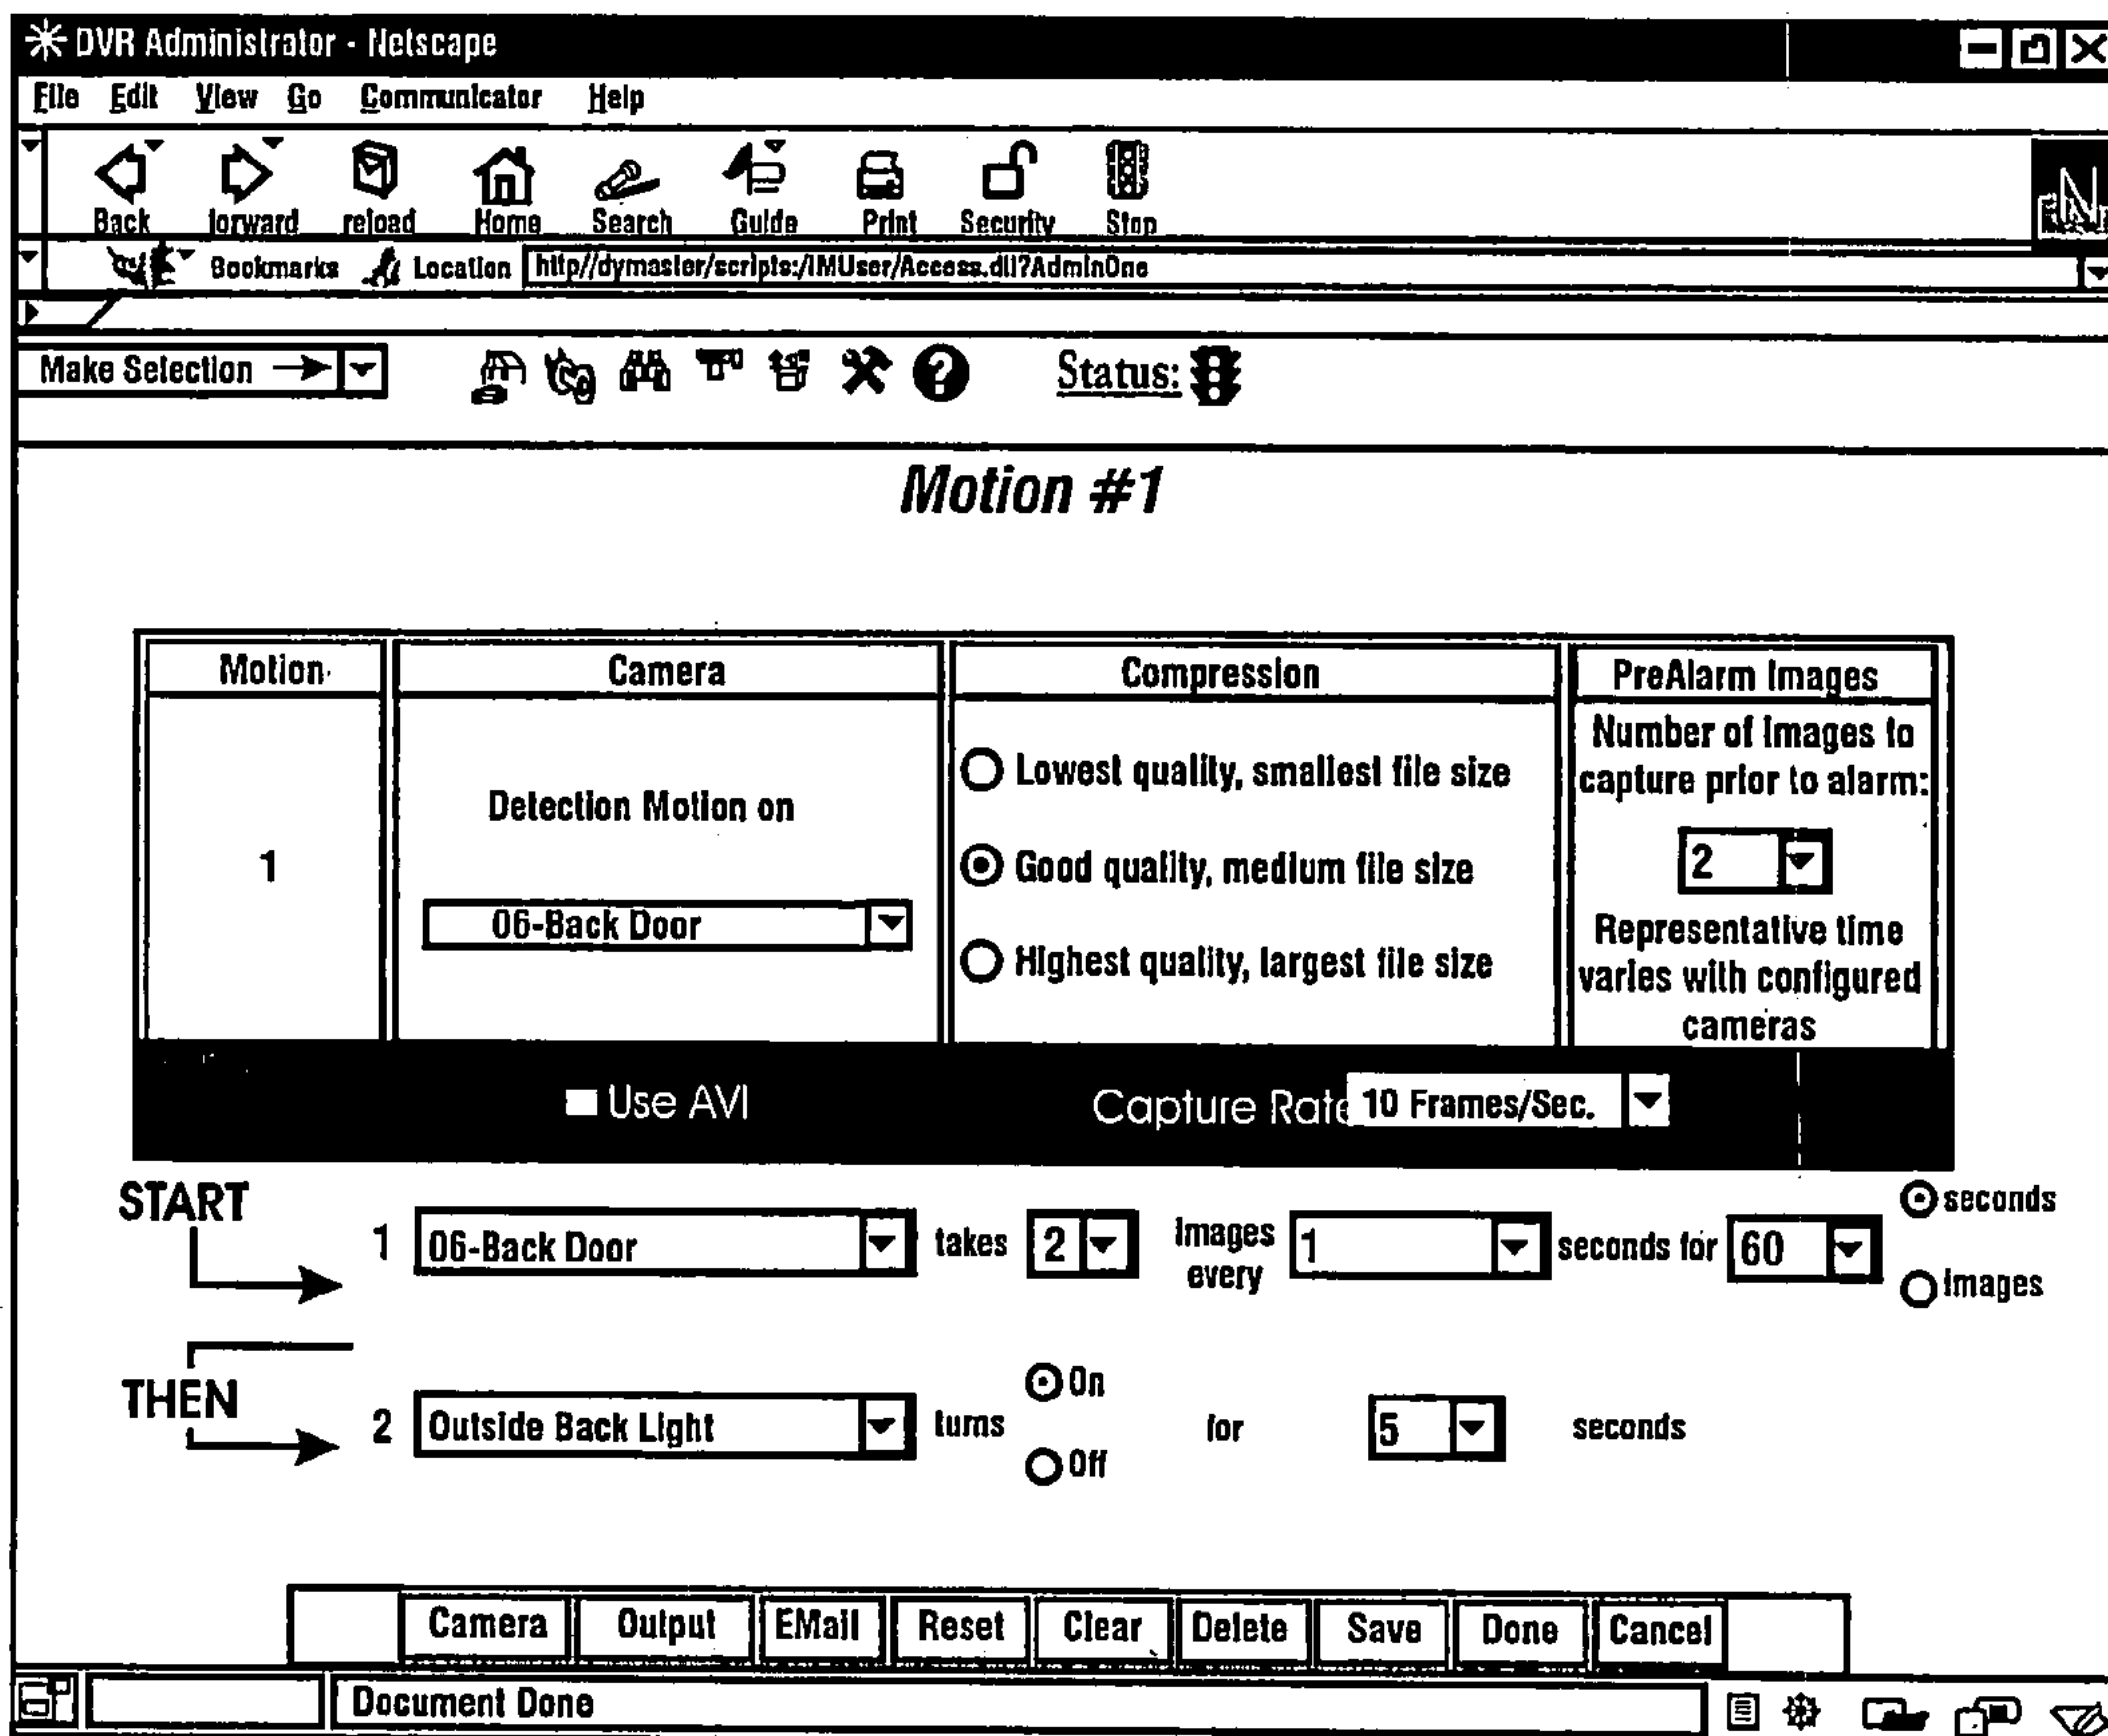 DVR Administrator - Netscape
File Edit View Go Communicator Help
Back forward reload Home Search Guide Print Security Stop
N
Bookmarks Location http//dymaster/scripts:/IMUser/Access.dll?AdminOne
Make Selection Status:
Motion #1
Motion Camera Compression PreAlarm Images
1
Detection Motion on
06-Back Door
Lowest quality, smallest file size
Good quality, medium file size
Highest quality, largest file size
Number of Images to
capture prior to alarm:
2
Representative time
varies with configured
cameras
Use AVI Capture Rate 10 Frames/Sec.
START
1 06-Back Door takes 2 Images every 1 seconds for 60 seconds
Images
THEN
2 Outside Back Light turns On for 5 seconds
Off
Camera Output EMail Reset Clear Delete Save Done Cancel
Document Done